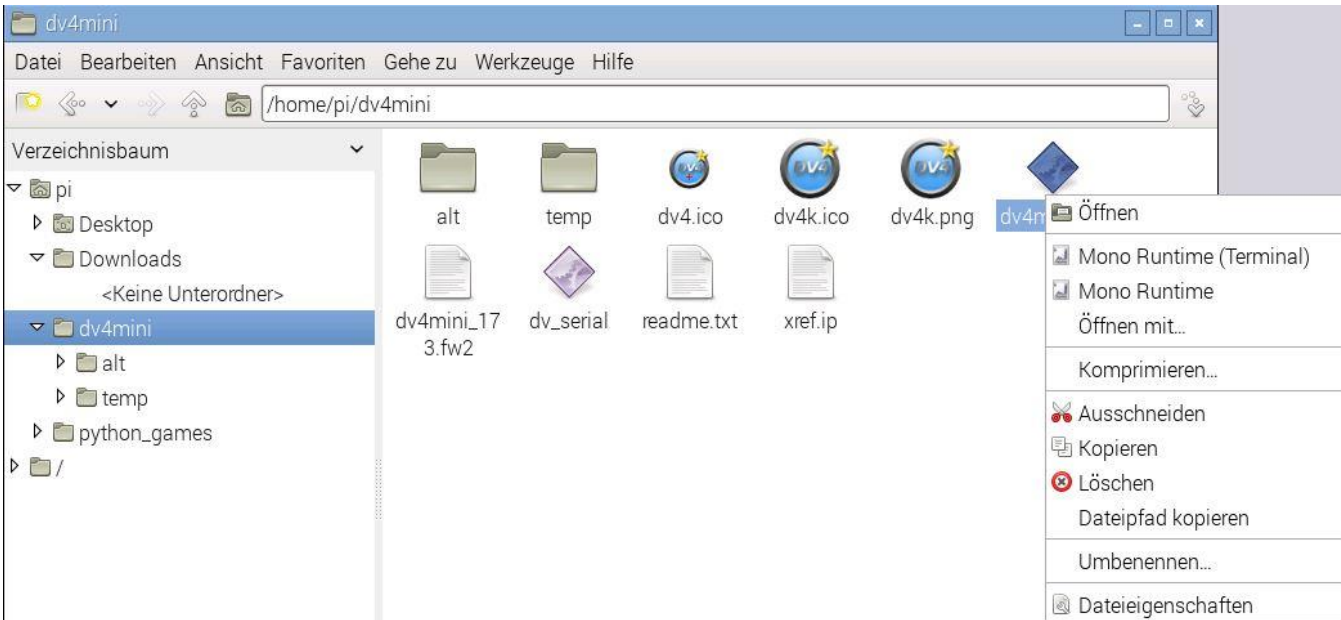 dv4mini
Datei Bearbeiten Ansicht Favoriten Gehe zu Werkzeuge Hilfe
/home/pi/dv4mini
Verzeichnisbaum
pi
Desktop
Downloads
<Keine Unterordner>
dv4mini
alt
temp
python_games
/
alt temp dv4.ico dv4k.ico dv4k.png
dv4mini_17
3.fw2
dv_serial readme.txt xref.ip
Öffnen
Mono Runtime (Terminal)
Mono Runtime
Öffnen mit...
Komprimieren...
Ausschneiden
Kopieren
Löschen
Dateipfad kopieren
Umbenennen...
Dateieigenschaften